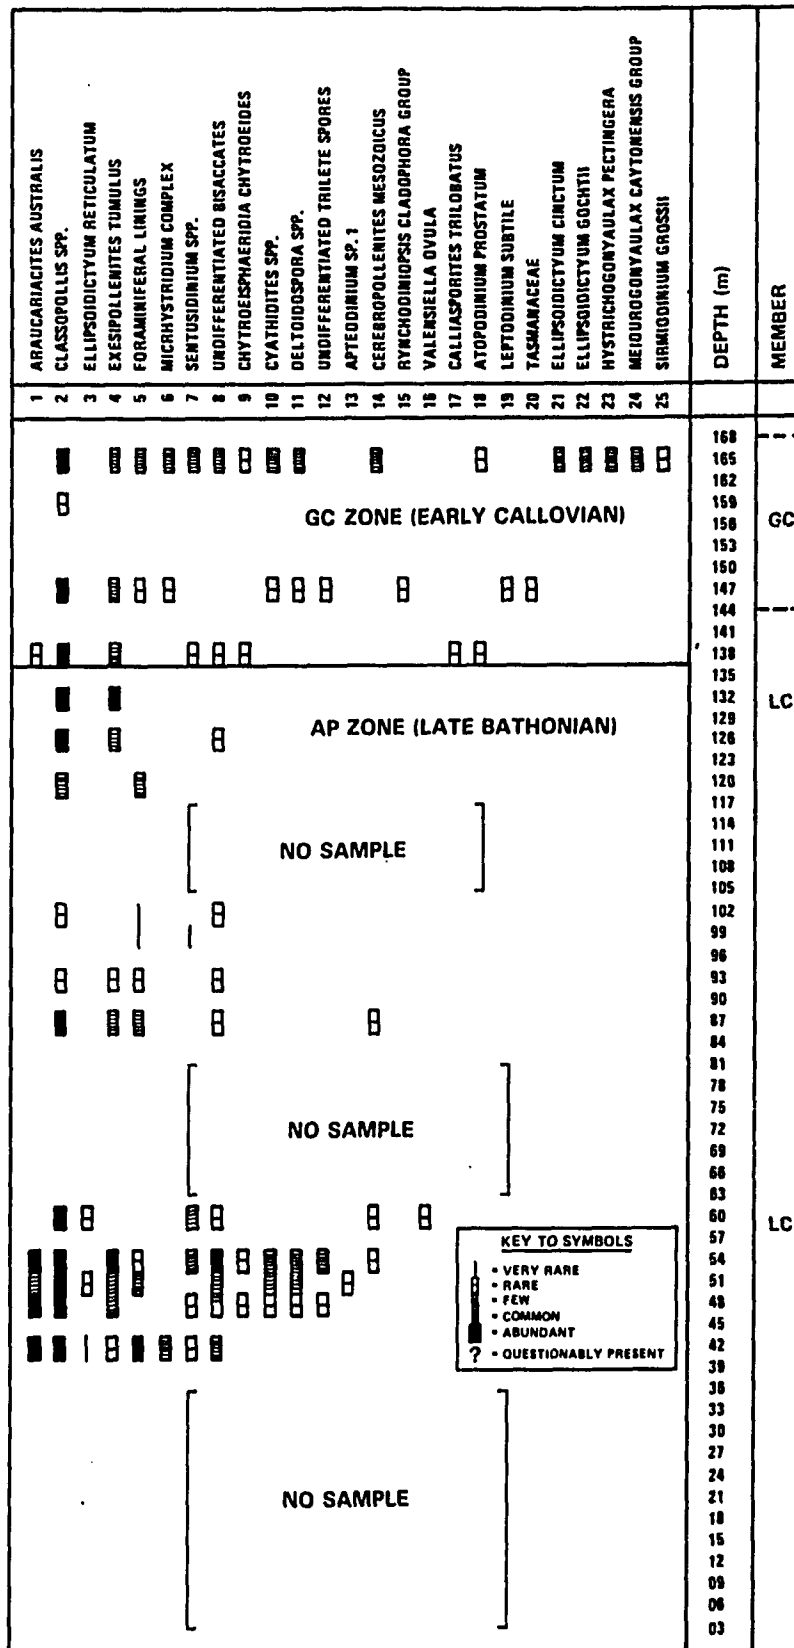 ARAUCARIACITES AUSTRALIS
CLASSOPOLLIS SPP.
ELLIPSOIDICTYUM RETICULATUM
EXESIPOLLENITES TUMULUS
FORAMINIFERAL LININGS
MICRHYSTRIDIUM COMPLEX
SENTUSIDINIUM SPP.
UNDIFFERENTIATED BISACCATES
CHYTROEISPHAERIDIA CHYTROEIDES
CYATHIDITES SPP.
DELTOIDOSPORA SPP.
UNDIFFERENTIATED TRILETE SPORES
APTEODINIUM SP. 1
CEREBROPOLLENITES MESOZOICUS
RYNCHODINIOPSIS CLADOPHORA GROUP
VALENSIELLA OVULA
CALLIASPORITES TRILOBATUS
ATOPODINIUM PROSTATUM
LEPTODINIUM SUBTILE
TASMANACEAE
ELLIPSOIDICTYUM CINCTUM
ELLIPSOIDICTYUM GOCHTII
HYSTRICHOGONYAULAX PECTINGERA
MEIOUROGONYAULAX CAYTONENSIS GROUP
SIRMIODINIUM GROSSII
DEPTH (m)
MEMBER
1 2 3 4 5 6 7 8 9 10 11 12 13 14 15 16 17 18 19 20 21 22 23 24 25
168
165
162
159
GC ZONE (EARLY CALLOVIAN)
156 GC
153
150
147
144
141
138
135
132 LC
129
AP ZONE (LATE BATHONIAN)
126
123
120
117
114
NO SAMPLE
111
108
105
102
99
96
93
90
87
84
81
78
75
NO SAMPLE
72
69
66
63
60 LC
57
KEY TO SYMBOLS
54
- VERY RARE
51
- RARE
- FEW
48
- COMMON
45
- ABUNDANT
42
? - QUESTIONABLY PRESENT
39
36
33
30
27
24
NO SAMPLE
21
18
15
12
09
06
03